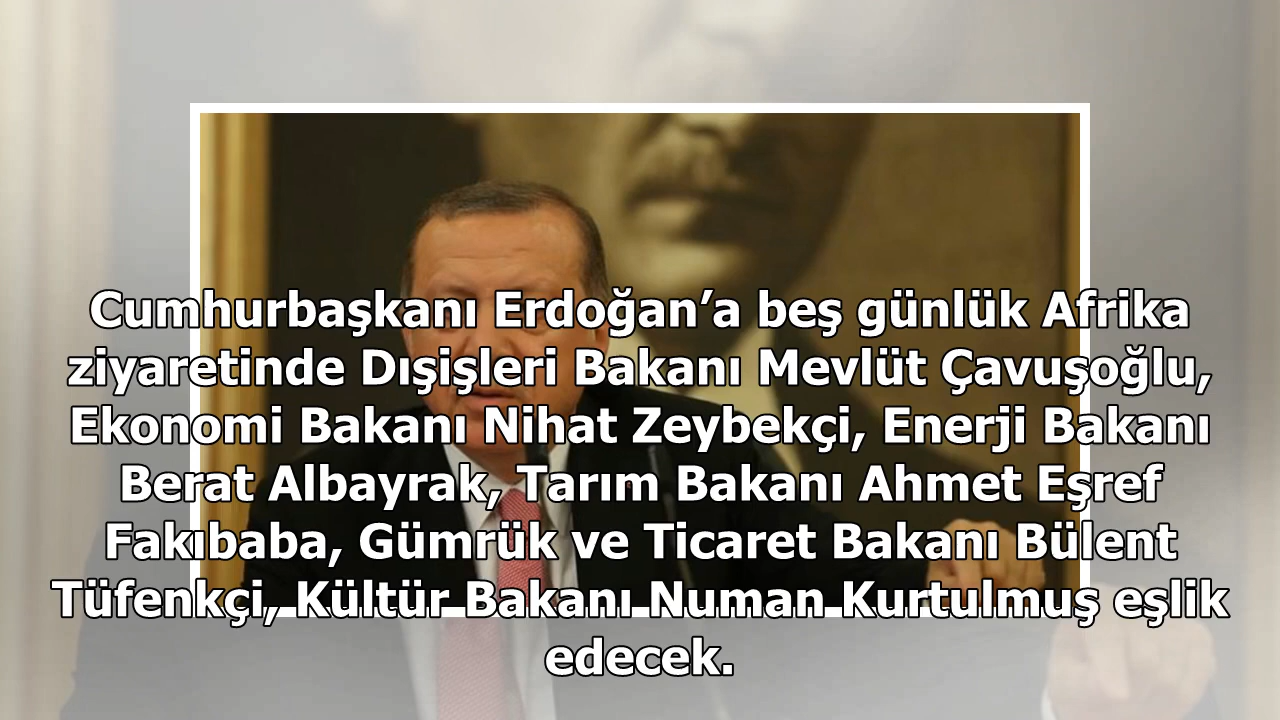 Cumhurbaşkanı Erdoğan’a beş günlük Afrika
ziyaretinde Dışişleri Bakanı Mevlüt Çavuşoğlu,
Ekonomi Bakanı Nihat Zeybekçi, Enerji Bakanı
Berat Albayrak, Tarım Bakanı Ahmet Eşref
Fakıbaba, Gümrük ve Ticaret Bakanı Bülent
Tüfenkçi, Kültür Bakanı Numan Kurtulmuş eşlik
edecek.